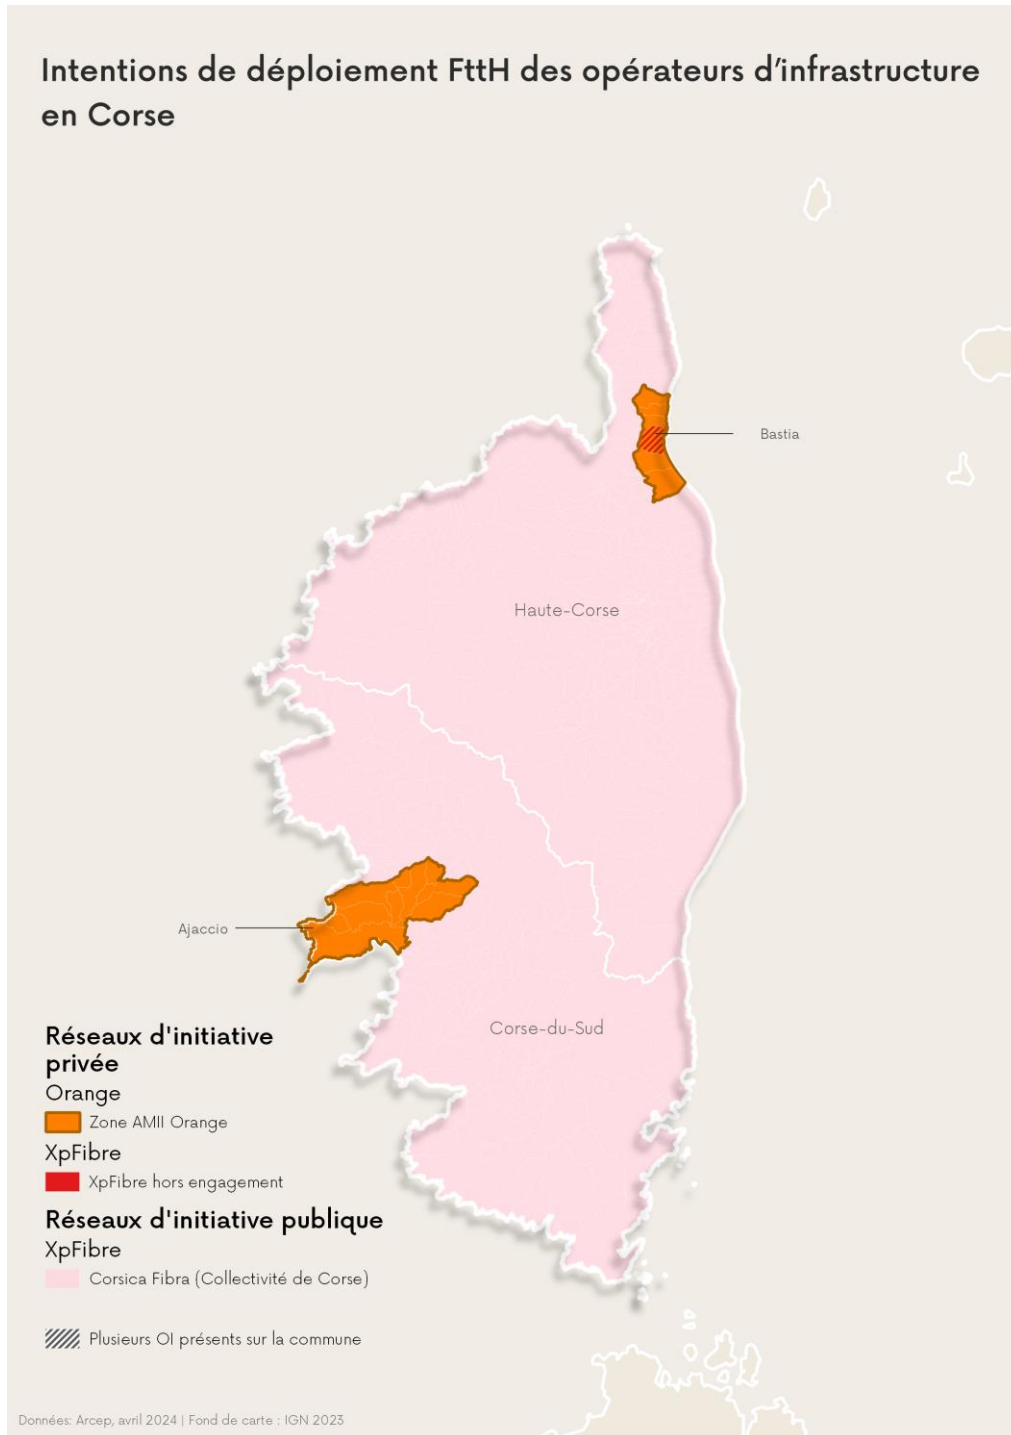 Intentions de déploiement FttH des opérateurs d’infrastructure
en Corse
Bastia
Haute-Corse
Ajaccio
Corse-du-Sud
Réseaux d'initiative
privée
Orange
Zone AMII Orange
XpFibre
XpFibre hors engagement
Réseaux d'initiative publique
XpFibre
Corsica Fibra (Collectivité de Corse)
Plusieurs OI présents sur la commune
Données: Arcep, avril 2024 | Fond de carte : IGN 2023